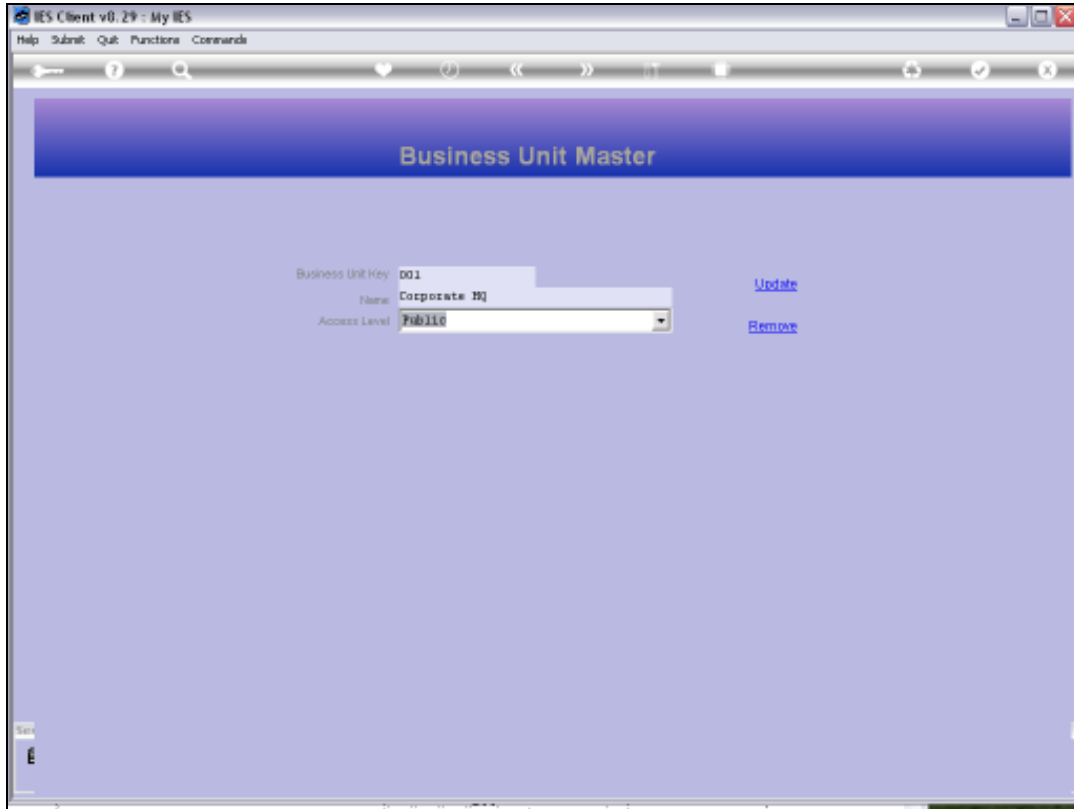 IES Client v8.29 : My IES
Help Submit Quit Functions Commands
Business Unit Master
Business Unit Key 001
Update
Name Corporate HQ
Access Level Public
Remove